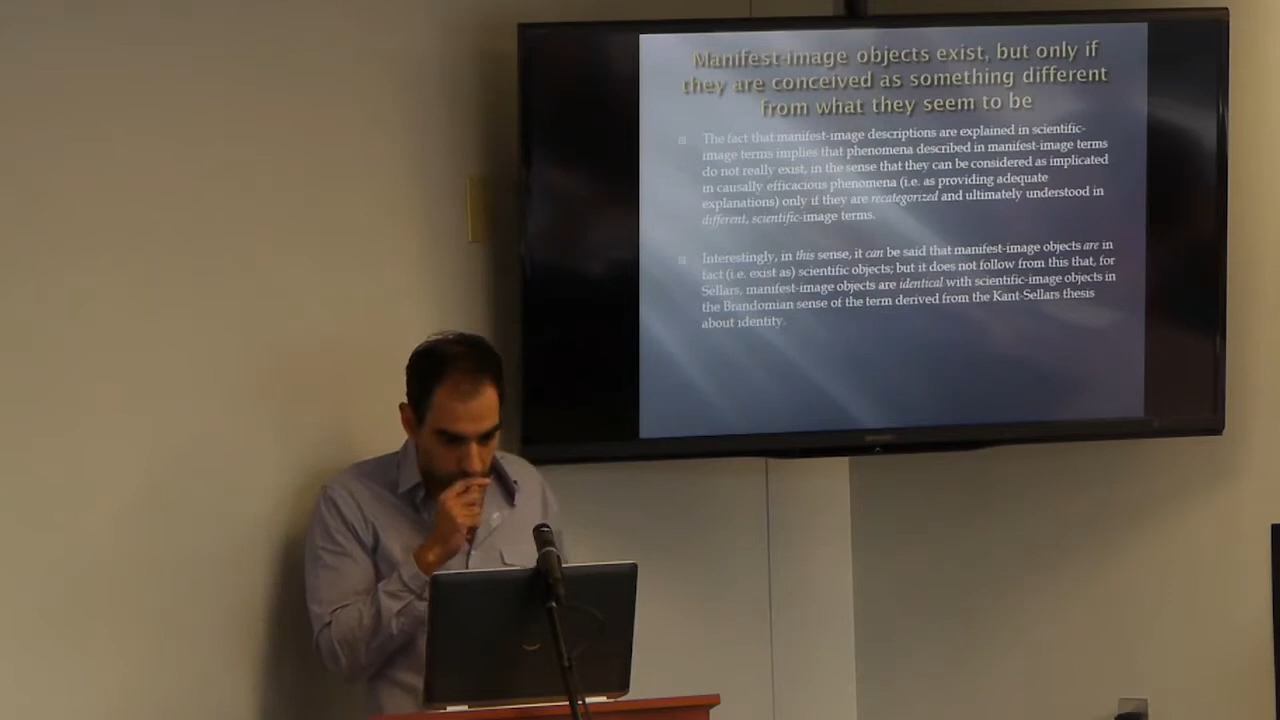 Manifest-image objects exist, but only if
they are conceived as something different
from what they seem to be
The fact that manifest-image descriptions are explained in scientific-
image terms implies that phenomena described in manifest-image terms
do not really exist, in the sense that they can be considered as implicated
in causally efficacious phenomena (i.e. as providing adequate
explanations) only if they are recategorized and ultimately understood in
different, scientific-image terms.
Interestingly, in this sense, it can be said that manifest-image objects are in
fact (i.e. exist as) scientific objects; but it does not follow from this that, for
Sellars, manifest-image objects are identical with scientific-image objects in
the Brandomian sense of the term derived from the Kant-Sellars thesis
about identity.